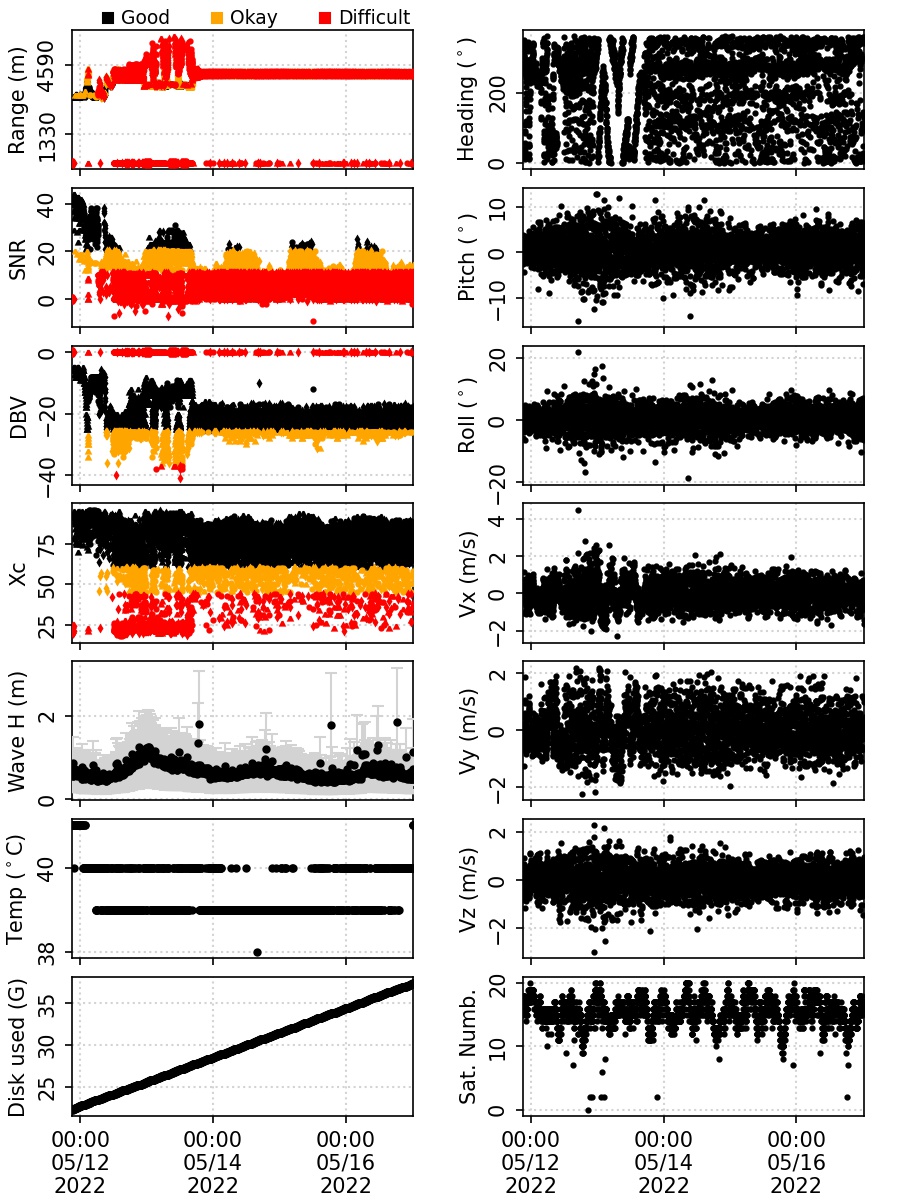 Good Okay Difficult
Range (m)
4590
1330
Heading (°)
200
0
SNR
40
20
0
Pitch (°)
10
0
−10
DBV
0
−20
−40
Roll (°)
20
0
−20
Xc
75
50
25
Vx (m/s)
4
2
0
−2
Wave H (m)
2
0
Vy (m/s)
2
0
−2
Temp (°C)
40
38
Vz (m/s)
2
0
−2
Disk used (G)
35
30
25
Sat. Numb.
20
10
0
00:00 00:00 00:00 00:00 00:00 00:00
05/12 05/14 05/16 05/12 05/14 05/16
2022 2022 2022 2022 2022 2022